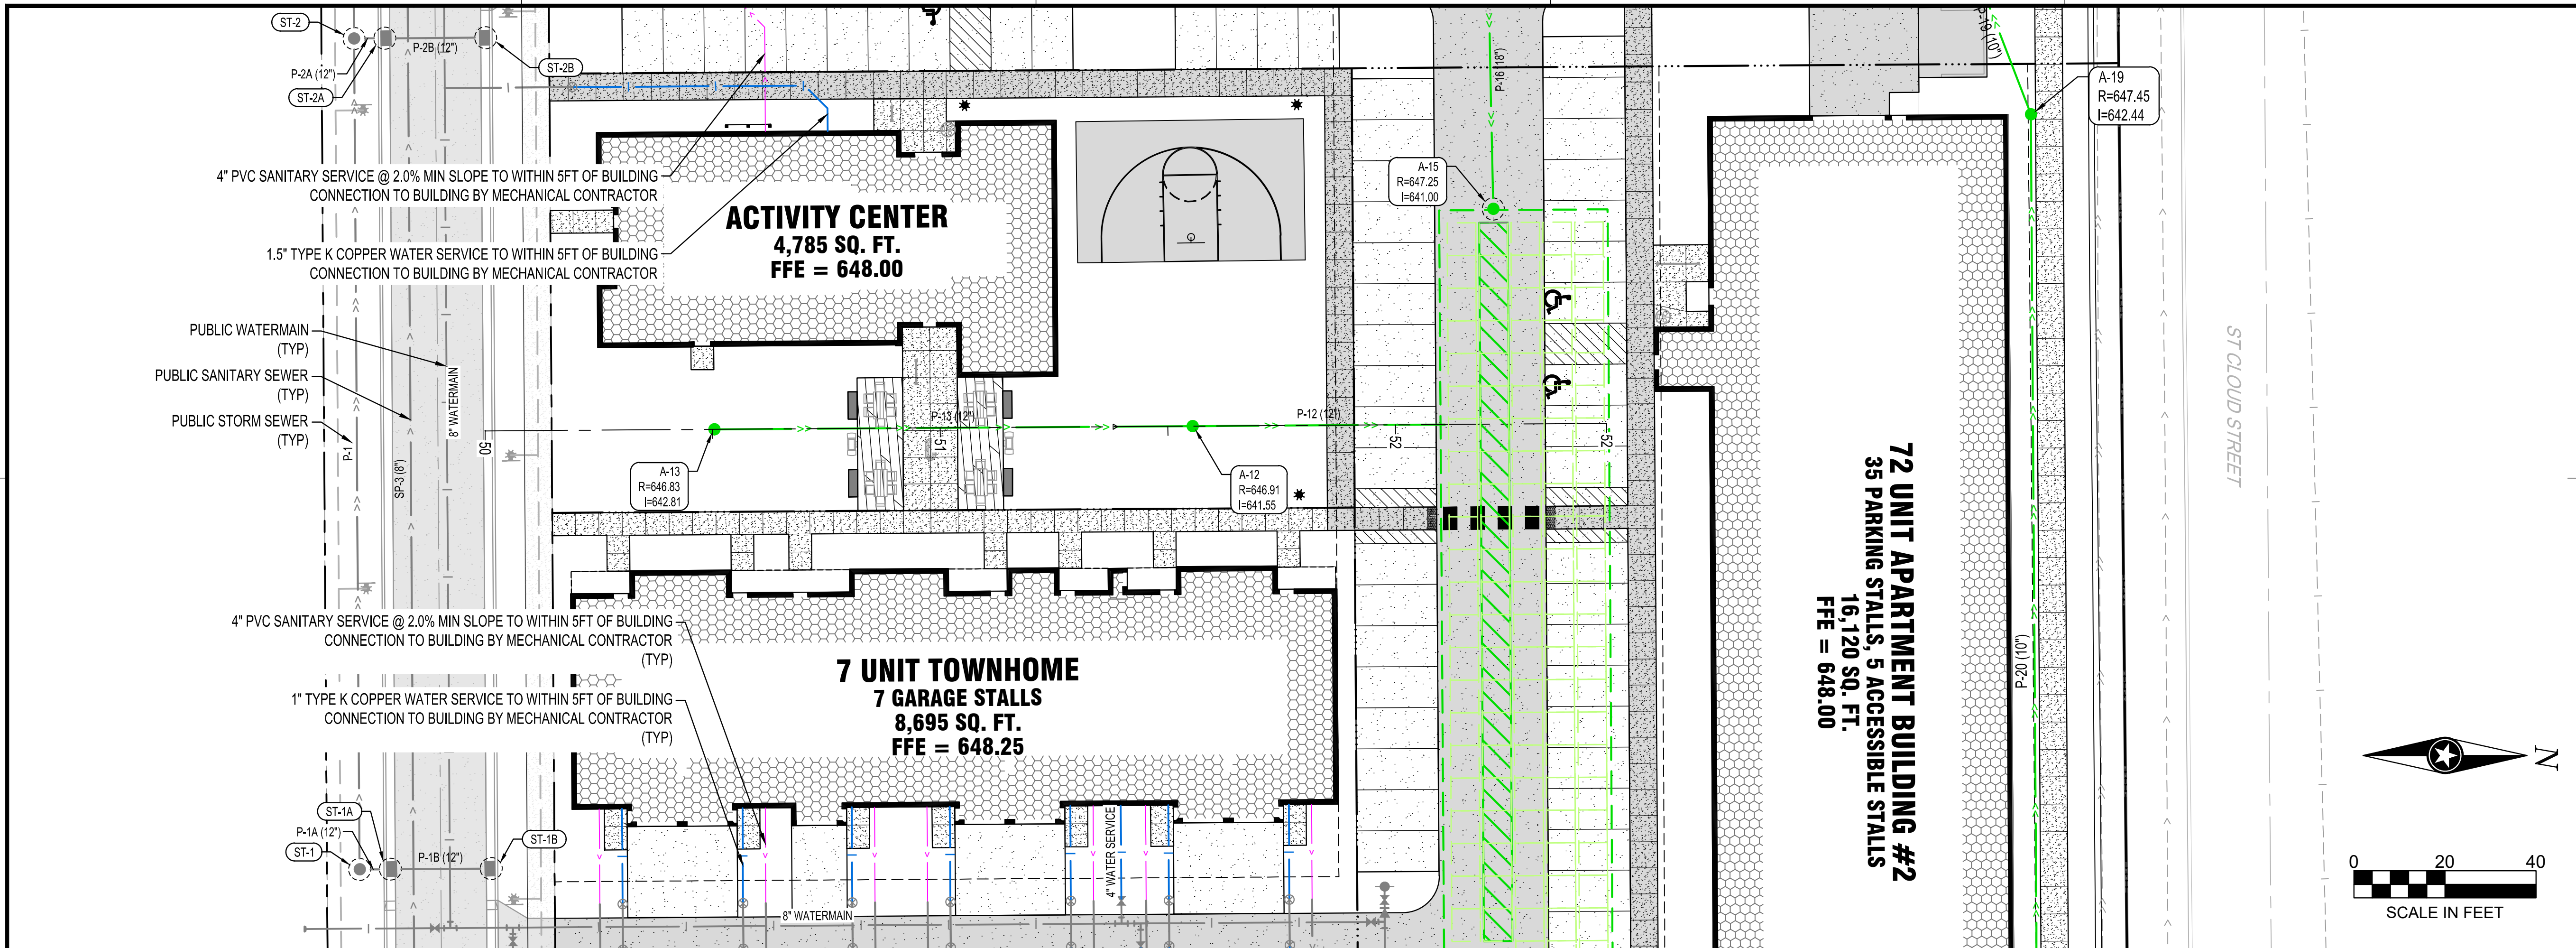 ST-2
P-2B (12")
ST-2B
P-2A (12")
ST-2A
P-16 (18")
P-19 (10")
A-19
R=647.45
I=642.44
4" PVC SANITARY SERVICE @ 2.0% MIN SLOPE TO WITHIN 5FT OF BUILDING
CONNECTION TO BUILDING BY MECHANICAL CONTRACTOR
ACTIVITY CENTER
4,785 SQ. FT.
FFE = 648.00
A-15
R=647.25
I=641.00
1.5" TYPE K COPPER WATER SERVICE TO WITHIN 5FT OF BUILDING
CONNECTION TO BUILDING BY MECHANICAL CONTRACTOR
PUBLIC WATERMAIN
(TYP)
PUBLIC SANITARY SEWER
(TYP)
PUBLIC STORM SEWER
(TYP)
P-1
SP-3 (8")
8" WATERMAIN
50
P-13 (12")
51
P-12 (12")
52
52
A-13
R=646.83
I=642.81
A-12
R=646.91
I=641.55
72 UNIT APARTMENT BUILDING #2
35 PARKING STALLS, 5 ACCESSIBLE STALLS
16,120 SQ. FT.
FFE = 648.00
ST CLOUD STREET
P-20 (10")
4" PVC SANITARY SERVICE @ 2.0% MIN SLOPE TO WITHIN 5FT OF BUILDING
CONNECTION TO BUILDING BY MECHANICAL CONTRACTOR
(TYP)
7 UNIT TOWNHOME
7 GARAGE STALLS
8,695 SQ. FT.
FFE = 648.25
1" TYPE K COPPER WATER SERVICE TO WITHIN 5FT OF BUILDING
CONNECTION TO BUILDING BY MECHANICAL CONTRACTOR
(TYP)
ST-1A
P-1A (12")
ST-1
P-1B (12")
ST-1B
4" WATER SERVICE
8" WATERMAIN
N
0 20 40
SCALE IN FEET